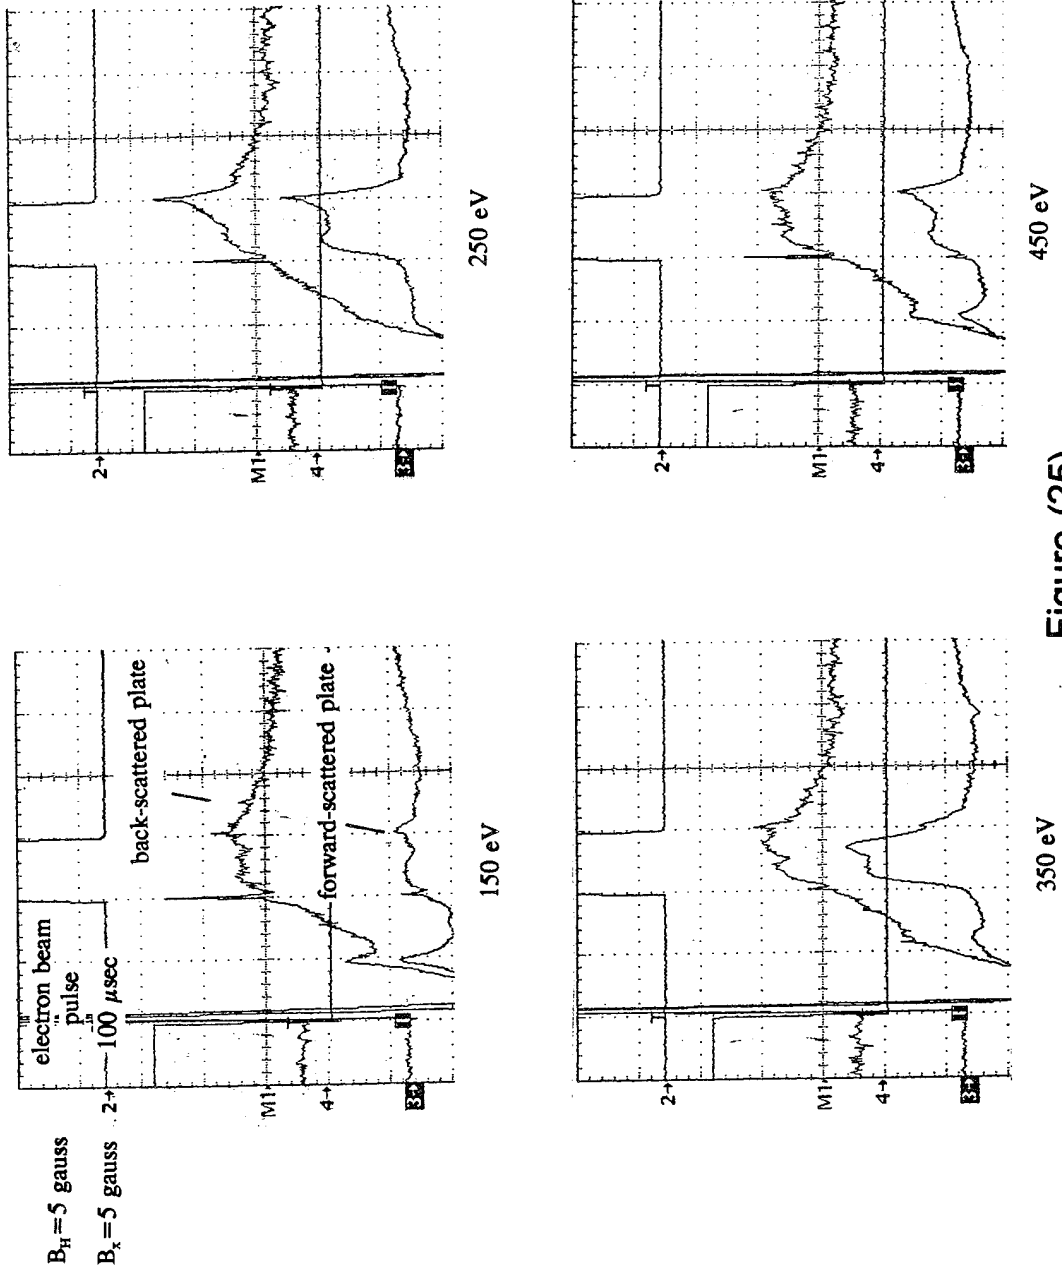 B_H=5 gauss
B_x=5 gauss
electron beam
pulse
100 μsec
2→
M1
4→
3→
back-scattered plate
forward-scattered plate
150 eV
2→
M1
4→
3→
250 eV
2→
M1
4→
3→
350 eV
2→
M1
4→
3→
450 eV
Figure (25)